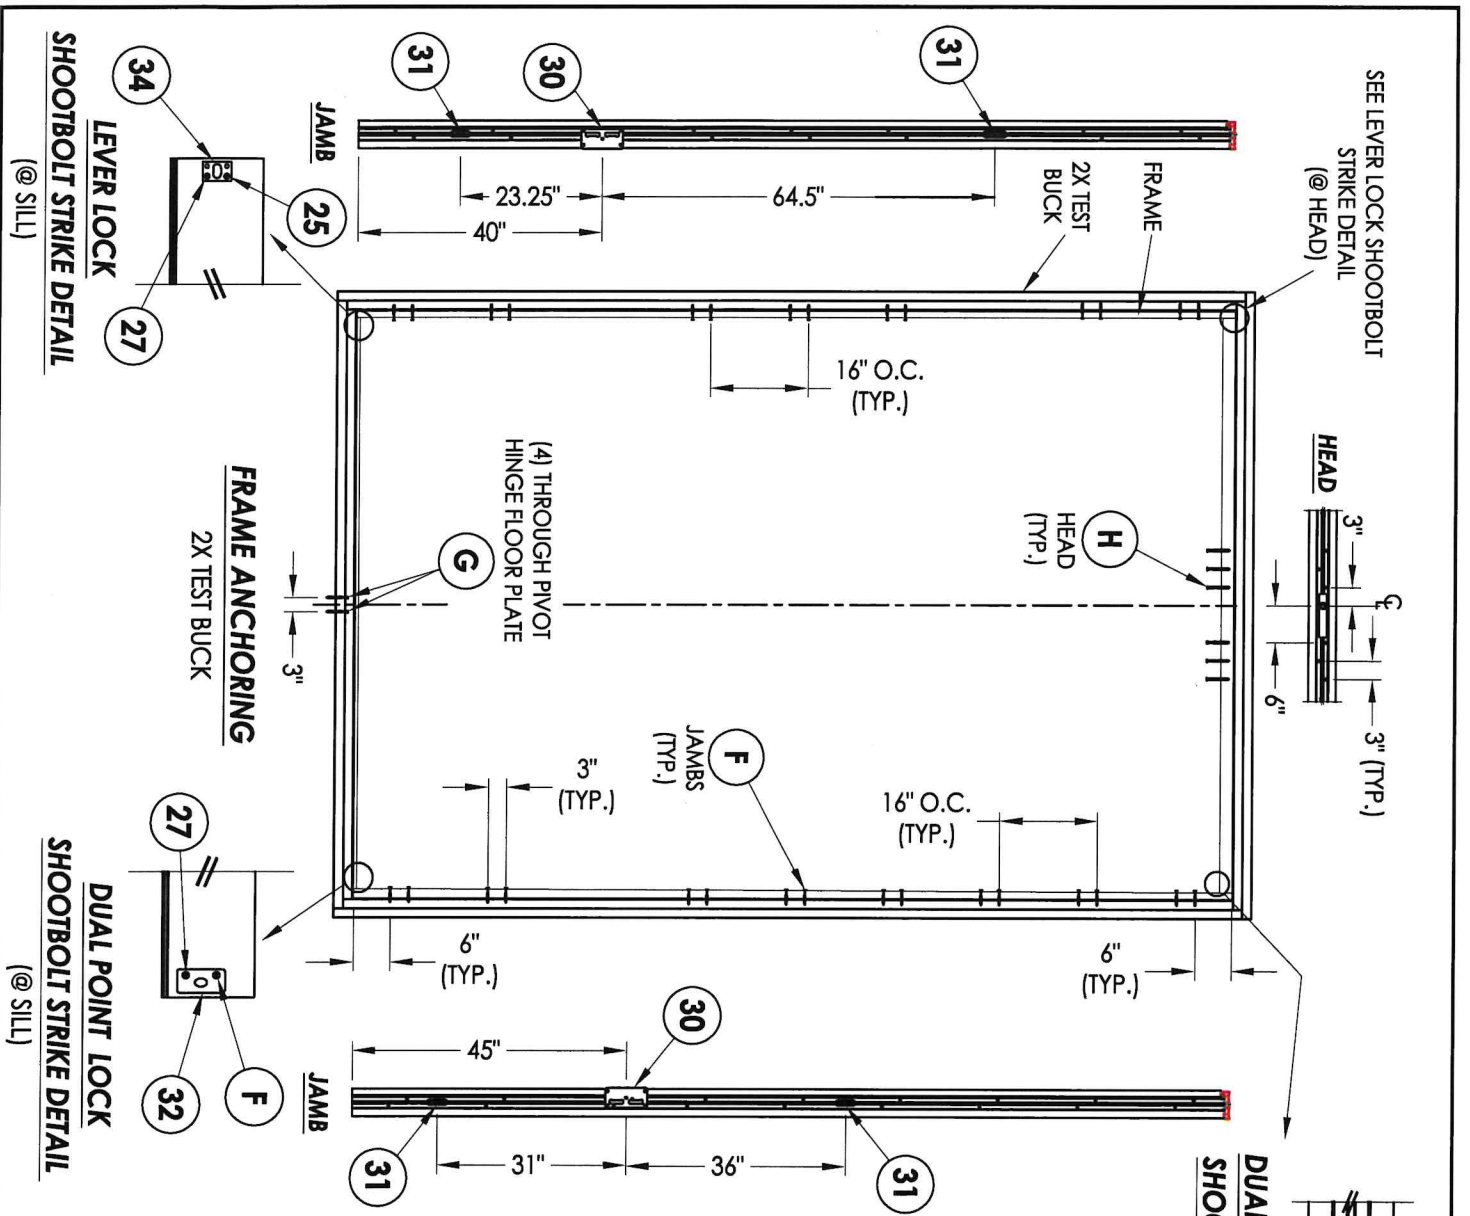 SEE LEVER LOCK SHOOTBOLT
STRIKE DETAIL
(@ HEAD)
HEAD
3"
CL
6"
3" (TYP.)
31
30
31
JAMB
64.5"
23.25"
40"
FRAME
2X TEST
BUCK
16" O.C.
(TYP.)
H
HEAD
(TYP.)
(4) THROUGH PIVOT
HINGE FLOOR PLATE
G
3"
F
JAMBS
(TYP.)
16" O.C.
(TYP.)
3"
(TYP.)
6"
(TYP.)
6"
(TYP.)
34
25
27
LEVER LOCK
SHOOTBOLT STRIKE DETAIL
(@ SILL)
FRAME ANCHORING
2X TEST BUCK
27
F
32
DUAL POINT LOCK
SHOOTBOLT STRIKE DETAIL
(@ SILL)
30
45"
JAMB
31
31"
36"
31
DUAL
SHOO